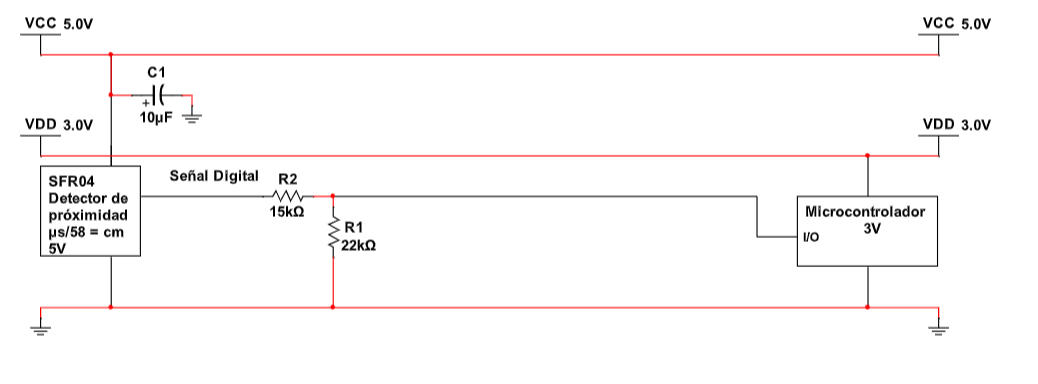 VCC 5.0V
VCC 5.0V
C1
+
10µF
VDD 3.0V
VDD 3.0V
SFR04
Detector de
próximidad
µs/58 = cm
5V
Señal Digital
R2
15kΩ
R1
22kΩ
Microcontrolador
3V
I/O